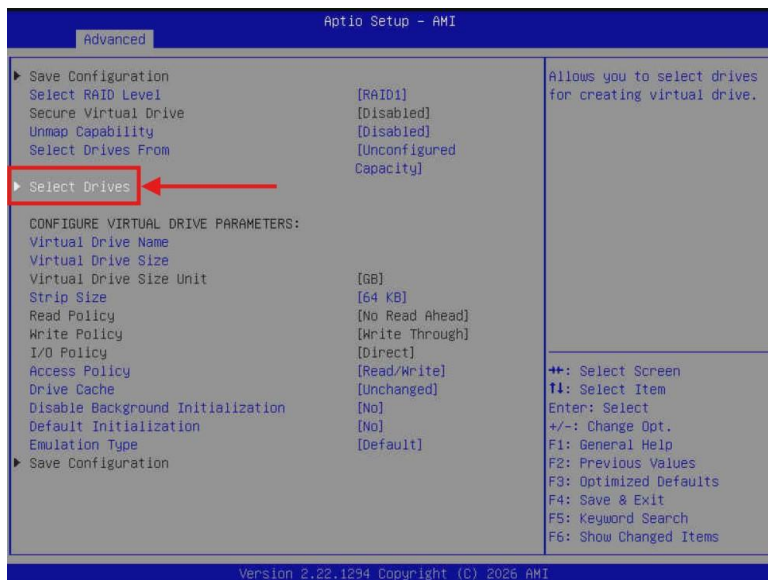 Aptio Setup - AMI
Advanced
Save Configuration
Select RAID Level [RAID1]
Secure Virtual Drive [Disabled]
Unmap Capability [Disabled]
Select Drives From [Unconfigured
Capacity]
Select Drives
CONFIGURE VIRTUAL DRIVE PARAMETERS:
Virtual Drive Name
Virtual Drive Size
Virtual Drive Size Unit [GB]
Strip Size [64 KB]
Read Policy [No Read Ahead]
Write Policy [Write Through]
I/O Policy [Direct]
Access Policy [Read/Write]
Drive Cache [Unchanged]
Disable Background Initialization [No]
Default Initialization [No]
Emulation Type [Default]
Save Configuration
Allows you to select drives
for creating virtual drive.
→←: Select Screen
↑↓: Select Item
Enter: Select
+/-: Change Opt.
F1: General Help
F2: Previous Values
F3: Optimized Defaults
F4: Save & Exit
F5: Keyword Search
F6: Show Changed Items
Version 2.22.1294 Copyright (C) 2026 AMI